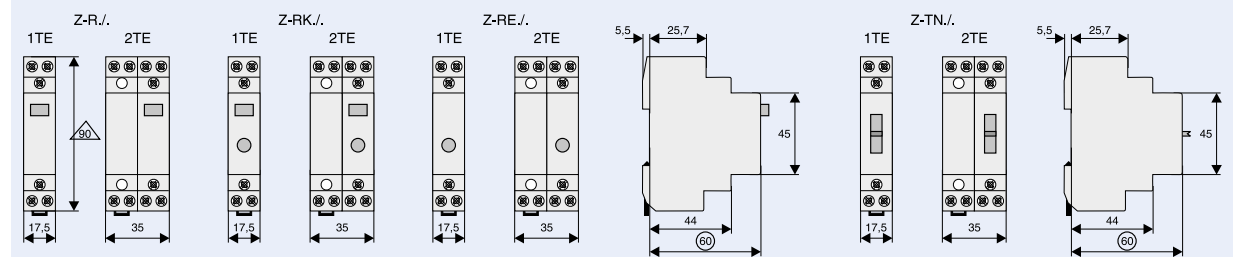 Z-R./. Z-RK./. Z-RE./. Z-TN./.
1TE 2TE 1TE 2TE 1TE 2TE 5,5 25,7 1TE 2TE 5,5 25,7
90 45 45
17,5 35 17,5 35 17,5 35 44 17,5 35 44
60 60